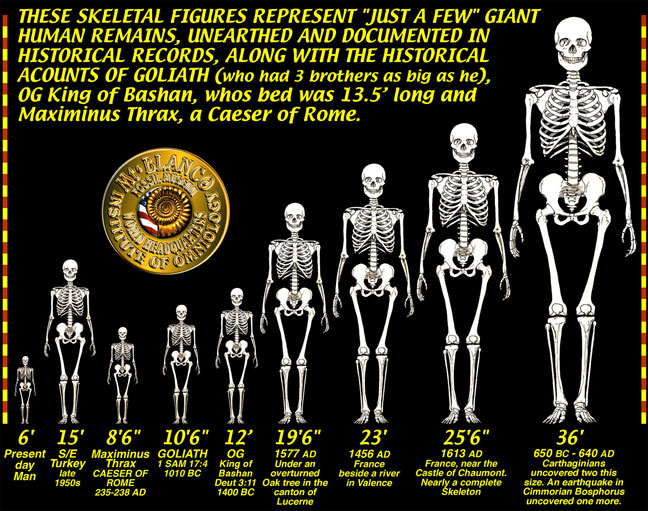 THESE SKELETAL FIGURES REPRESENT "JUST A FEW" GIANT
HUMAN REMAINS, UNEARTHED AND DOCUMENTED IN
HISTORICAL RECORDS, ALONG WITH THE HISTORICAL
ACOUNTS OF GOLIATH (who had 3 brothers as big as he),
OG King of Bashan, whos bed was 13.5' long and
Maximinus Thrax, a Caeser of Rome.
Mt. BLANCO
FOSSIL MUSEUM
WORLD HEADQUARTERS
INSTITUTE OF OMNIOLOGY
6'
Present
day
Man
15'
S/E
Turkey
late
1950s
8'6"
Maximinus
Thrax
CAESER OF
ROME
235-238 AD
10'6"
GOLIATH
1 SAM 17:4
1010 BC
12'
OG
King of
Bashan
Deut 3:11
1400 BC
19'6"
1577 AD
Under an
overturned
Oak tree in the
canton of
Lucerne
23'
1456 AD
France
beside a river
in Valence
25'6"
1613 AD
France, near the
Castle of Chaumont.
Nearly a complete
Skeleton
36'
650 BC - 640 AD
Carthaginians
uncovered two this
size. An earthquake in
Cimmorian Bosphorus
uncovered one more.